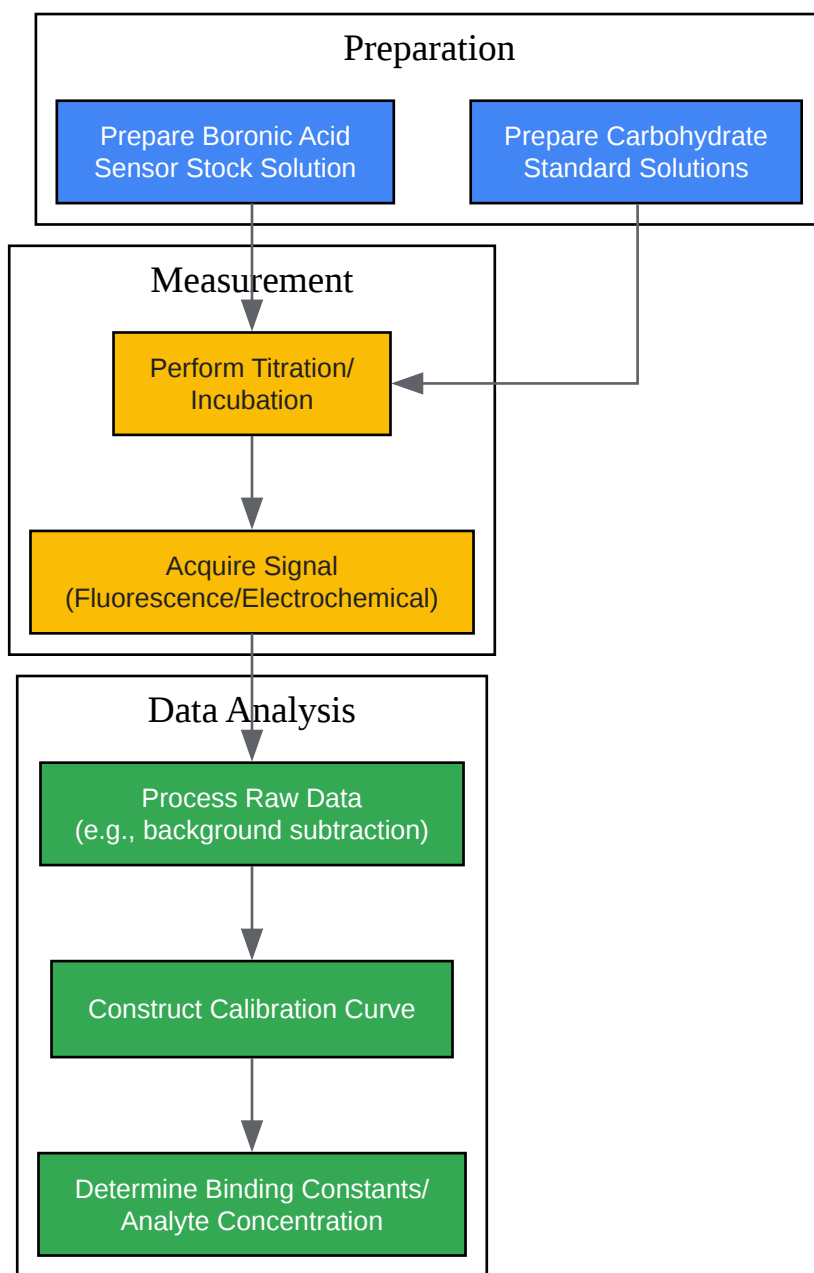 Preparation
Prepare Boronic Acid
Sensor Stock Solution
Prepare Carbohydrate
Standard Solutions
Measurement
Perform Titration/
Incubation
Acquire Signal
(Fluorescence/Electrochemical)
Data Analysis
Process Raw Data
(e.g., background subtraction)
Construct Calibration Curve
Determine Binding Constants/
Analyte Concentration